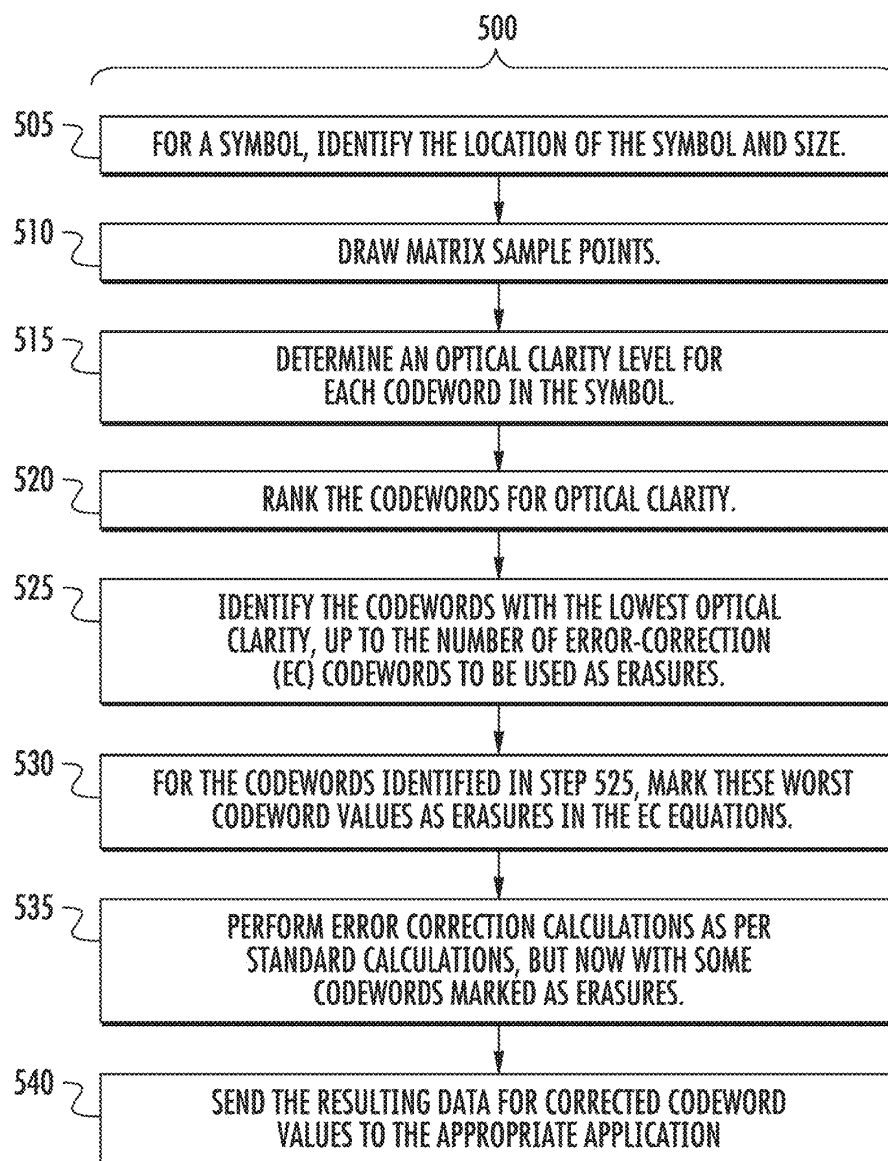 500
505
FOR A SYMBOL, IDENTIFY THE LOCATION OF THE SYMBOL AND SIZE.
510
DRAW MATRIX SAMPLE POINTS.
515
DETERMINE AN OPTICAL CLARITY LEVEL FOR
EACH CODEWORD IN THE SYMBOL.
520
RANK THE CODEWORDS FOR OPTICAL CLARITY.
525
IDENTIFY THE CODEWORDS WITH THE LOWEST OPTICAL
CLARITY, UP TO THE NUMBER OF ERROR-CORRECTION
(EC) CODEWORDS TO BE USED AS ERASURES.
530
FOR THE CODEWORDS IDENTIFIED IN STEP 525, MARK THESE WORST
CODEWORD VALUES AS ERASURES IN THE EC EQUATIONS.
535
PERFORM ERROR CORRECTION CALCULATIONS AS PER
STANDARD CALCULATIONS, BUT NOW WITH SOME
CODEWORDS MARKED AS ERASURES.
540
SEND THE RESULTING DATA FOR CORRECTED CODEWORD
VALUES TO THE APPROPRIATE APPLICATION